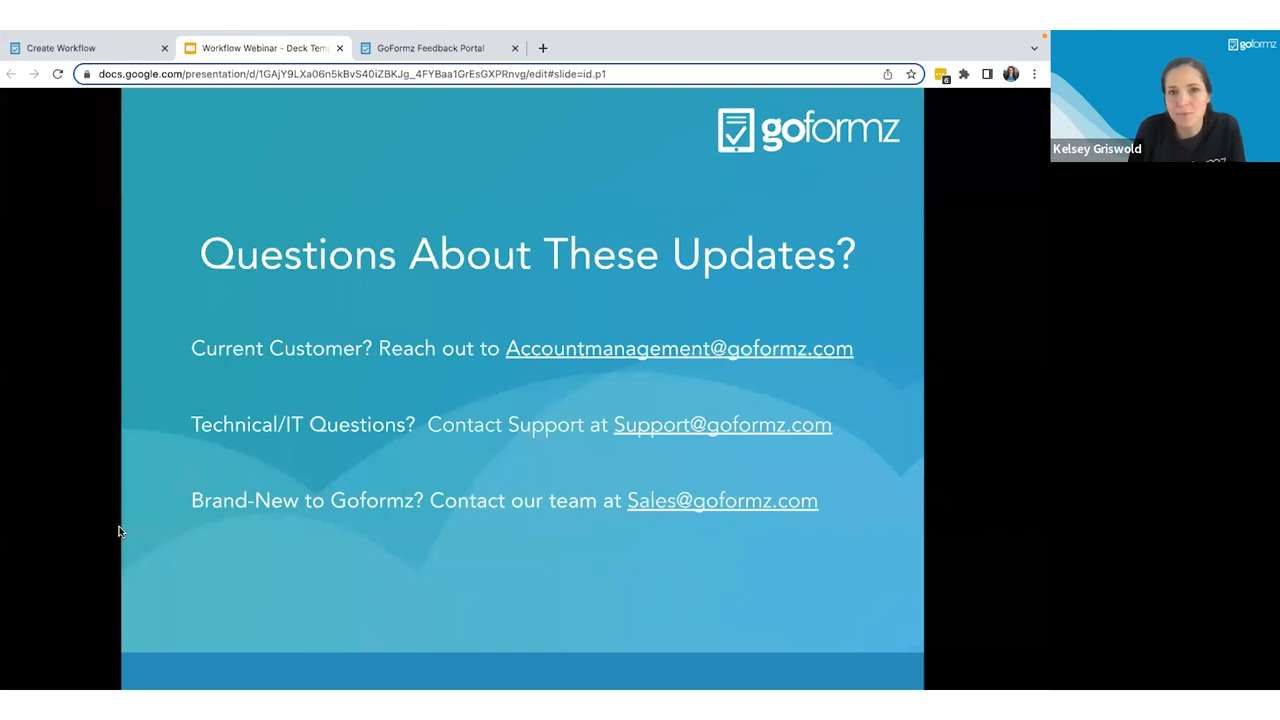 Create Workflow
Workflow Webinar - Deck Tem
GoFormz Feedback Portal
docs.google.com/presentation/d/1GAjY9LXa06n5kBvS40iZBKJg_4FYBaa1GrEsGXPRnvg/edit#slide=id.p1
6
goformz
Kelsey Griswold
goformz
Questions About These Updates?
Current Customer? Reach out to Accountmanagement@goformz.com
Technical/IT Questions? Contact Support at Support@goformz.com
Brand-New to Goformz? Contact our team at Sales@goformz.com